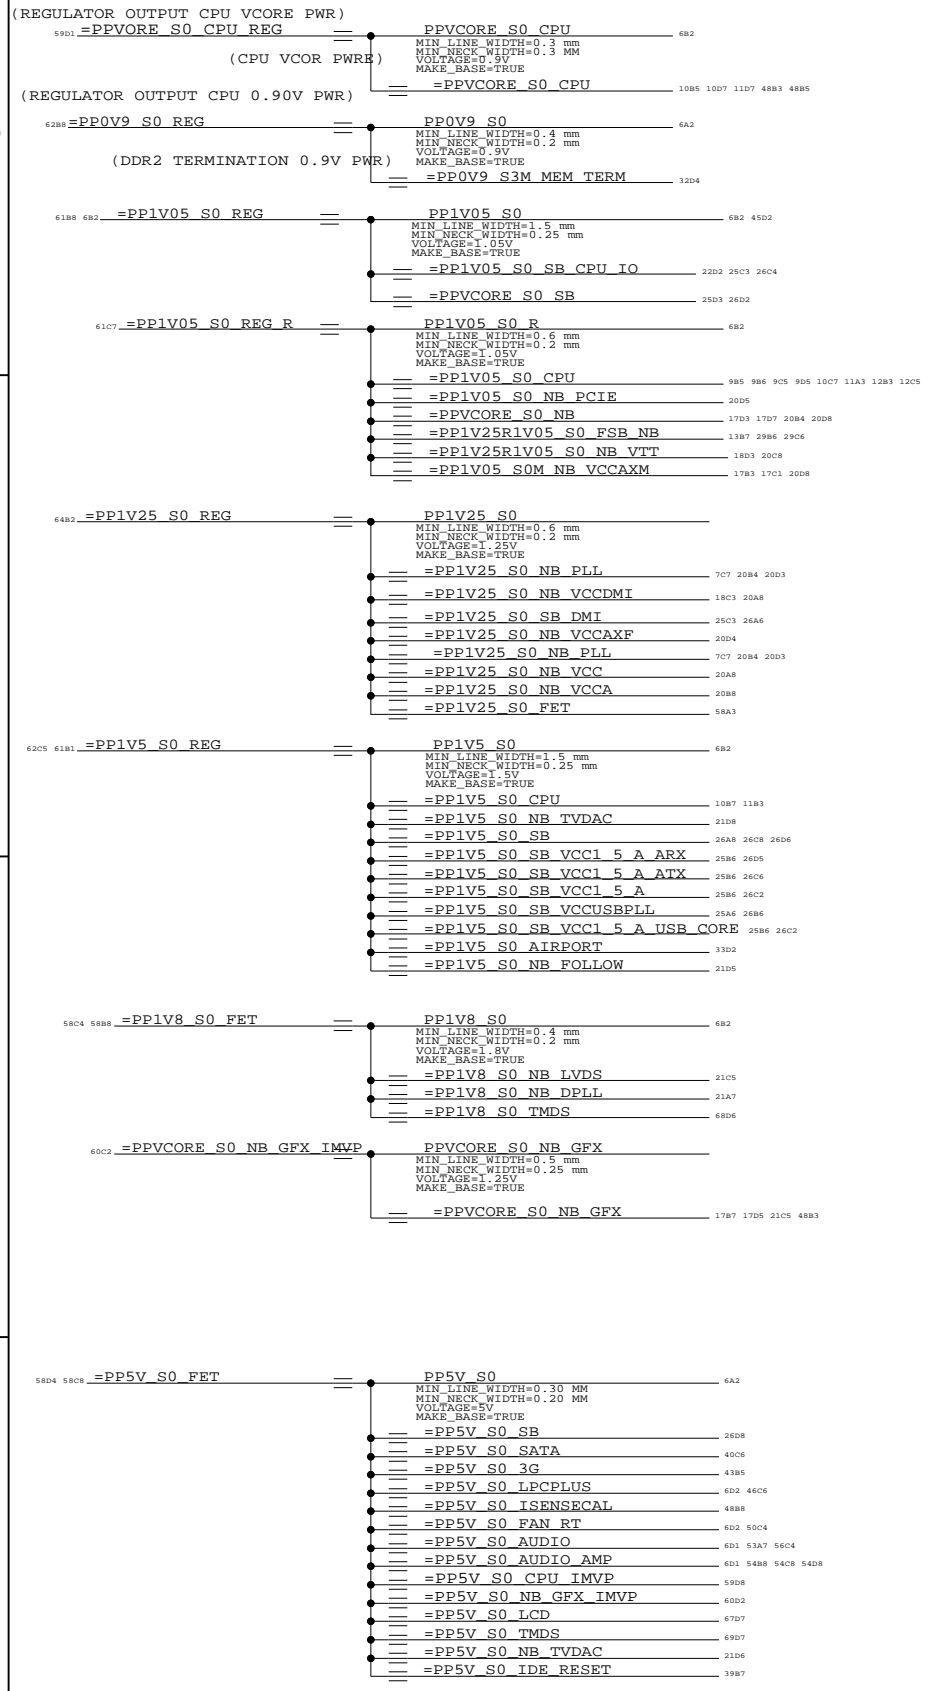 (REGULATOR OUTPUT CPU VCORE PWR)
59D1 =PPVORE_S0_CPU_REG PPVCORE_S0_CPU 6B2
MIN_LINE_WIDTH=0.3 mm
MIN_NECK_WIDTH=0.3 MM
(CPU VCOR PWRE) VOLTAGE=0.9V
MAKE_BASE=TRUE
=PPVCORE_S0_CPU 10B5 10D7 11D7 48B3 48B5
(REGULATOR OUTPUT CPU 0.90V PWR)
62B8 =PP0V9_S0_REG PP0V9_S0 6A2
MIN_LINE_WIDTH=0.4 mm
MIN_NECK_WIDTH=0.2 mm
VOLTAGE=0.9V
(DDR2 TERMINATION 0.9V PWR) MAKE_BASE=TRUE
=PP0V9_S3M_MEM_TERM 32D4
61B8 6B2 =PP1V05_S0_REG PP1V05_S0 6B2 45D2
MIN_LINE_WIDTH=1.5 mm
MIN_NECK_WIDTH=0.25 mm
VOLTAGE=1.05V
MAKE_BASE=TRUE
=PP1V05_S0_SB_CPU_IO 22D2 25C3 26C4
=PPVCORE_S0_SB 25D3 26D2
61C7 =PP1V05_S0_REG_R PP1V05_S0_R 6B2
MIN_LINE_WIDTH=0.6 mm
MIN_NECK_WIDTH=0.2 mm
VOLTAGE=1.05V
MAKE_BASE=TRUE
=PP1V05_S0_CPU 9B5 9B6 9C5 9D5 10C7 11A3 12B3 12C5
=PP1V05_S0_NB_PCIE 20D5
=PPVCORE_S0_NB 17D3 17D7 20B4 20D8
=PP1V25R1V05_S0_FSB_NB 13B7 29B6 29C6
=PP1V25R1V05_S0_NB_VTT 18D3 20C8
=PP1V05_S0M_NB_VCCAXM 17B3 17C1 20D8
64B2 =PP1V25_S0_REG PP1V25_S0
MIN_LINE_WIDTH=0.6 mm
MIN_NECK_WIDTH=0.2 mm
VOLTAGE=1.25V
MAKE_BASE=TRUE
=PP1V25_S0_NB_PLL 7C7 20B4 20D3
=PP1V25_S0_NB_VCCDMI 18C3 20A8
=PP1V25_S0_SB_DMI 25C3 26A6
=PP1V25_S0_NB_VCCAXF 20D4
=PP1V25_S0_NB_PLL 7C7 20B4 20D3
=PP1V25_S0_NB_VCC 20A8
=PP1V25_S0_NB_VCCA 20B8
=PP1V25_S0_FET 58A3
62C5 61B1 =PP1V5_S0_REG PP1V5_S0 6B2
MIN_LINE_WIDTH=1.5 mm
MIN_NECK_WIDTH=0.25 mm
VOLTAGE=1.5V
MAKE_BASE=TRUE
=PP1V5_S0_CPU 10B7 11B3
=PP1V5_S0_NB_TVDAC 21D8
=PP1V5_S0_SB 26A8 26C8 26D6
=PP1V5_S0_SB_VCC1_5_A_ARX 25B6 26D5
=PP1V5_S0_SB_VCC1_5_A_ATX 25B6 26C6
=PP1V5_S0_SB_VCC1_5_A 25B6 26C2
=PP1V5_S0_SB_VCCUSBPLL 25A6 26B6
=PP1V5_S0_SB_VCC1_5_A_USB_CORE 25B6 26C2
=PP1V5_S0_AIRPORT 33D2
=PP1V5_S0_NB_FOLLOW 21D5
58C4 58B8 =PP1V8_S0_FET PP1V8_S0 6B2
MIN_LINE_WIDTH=0.4 mm
MIN_NECK_WIDTH=0.2 mm
VOLTAGE=1.8V
MAKE_BASE=TRUE
=PP1V8_S0_NB_LVDS 21C5
=PP1V8_S0_NB_DPLL 21A7
=PP1V8_S0_TMDS 68D6
60C2 =PPVCORE_S0_NB_GFX_IMVP PPVCORE_S0_NB_GFX
MIN_LINE_WIDTH=0.5 mm
MIN_NECK_WIDTH=0.25 mm
VOLTAGE=1.25V
MAKE_BASE=TRUE
=PPVCORE_S0_NB_GFX 17B7 17D5 21C5 48B3
58D4 58C8 =PP5V_S0_FET PP5V_S0 6A2
MIN_LINE_WIDTH=0.30 MM
MIN_NECK_WIDTH=0.20 MM
VOLTAGE=5V
MAKE_BASE=TRUE
=PP5V_S0_SB 26D8
=PP5V_S0_SATA 40C6
=PP5V_S0_3G 43B5
=PP5V_S0_LPCPLUS 6D2 46C6
=PP5V_S0_ISENSECAL 48B8
=PP5V_S0_FAN_RT 6D2 50C4
=PP5V_S0_AUDIO 6D1 53A7 56C4
=PP5V_S0_AUDIO_AMP 6D1 54B8 54C8 54D8
=PP5V_S0_CPU_IMVP 59D8
=PP5V_S0_NB_GFX_IMVP 60D2
=PP5V_S0_LCD 67D7
=PP5V_S0_TMDS 69D7
=PP5V_S0_NB_TVDAC 21D6
=PP5V_S0_IDE_RESET 39B7